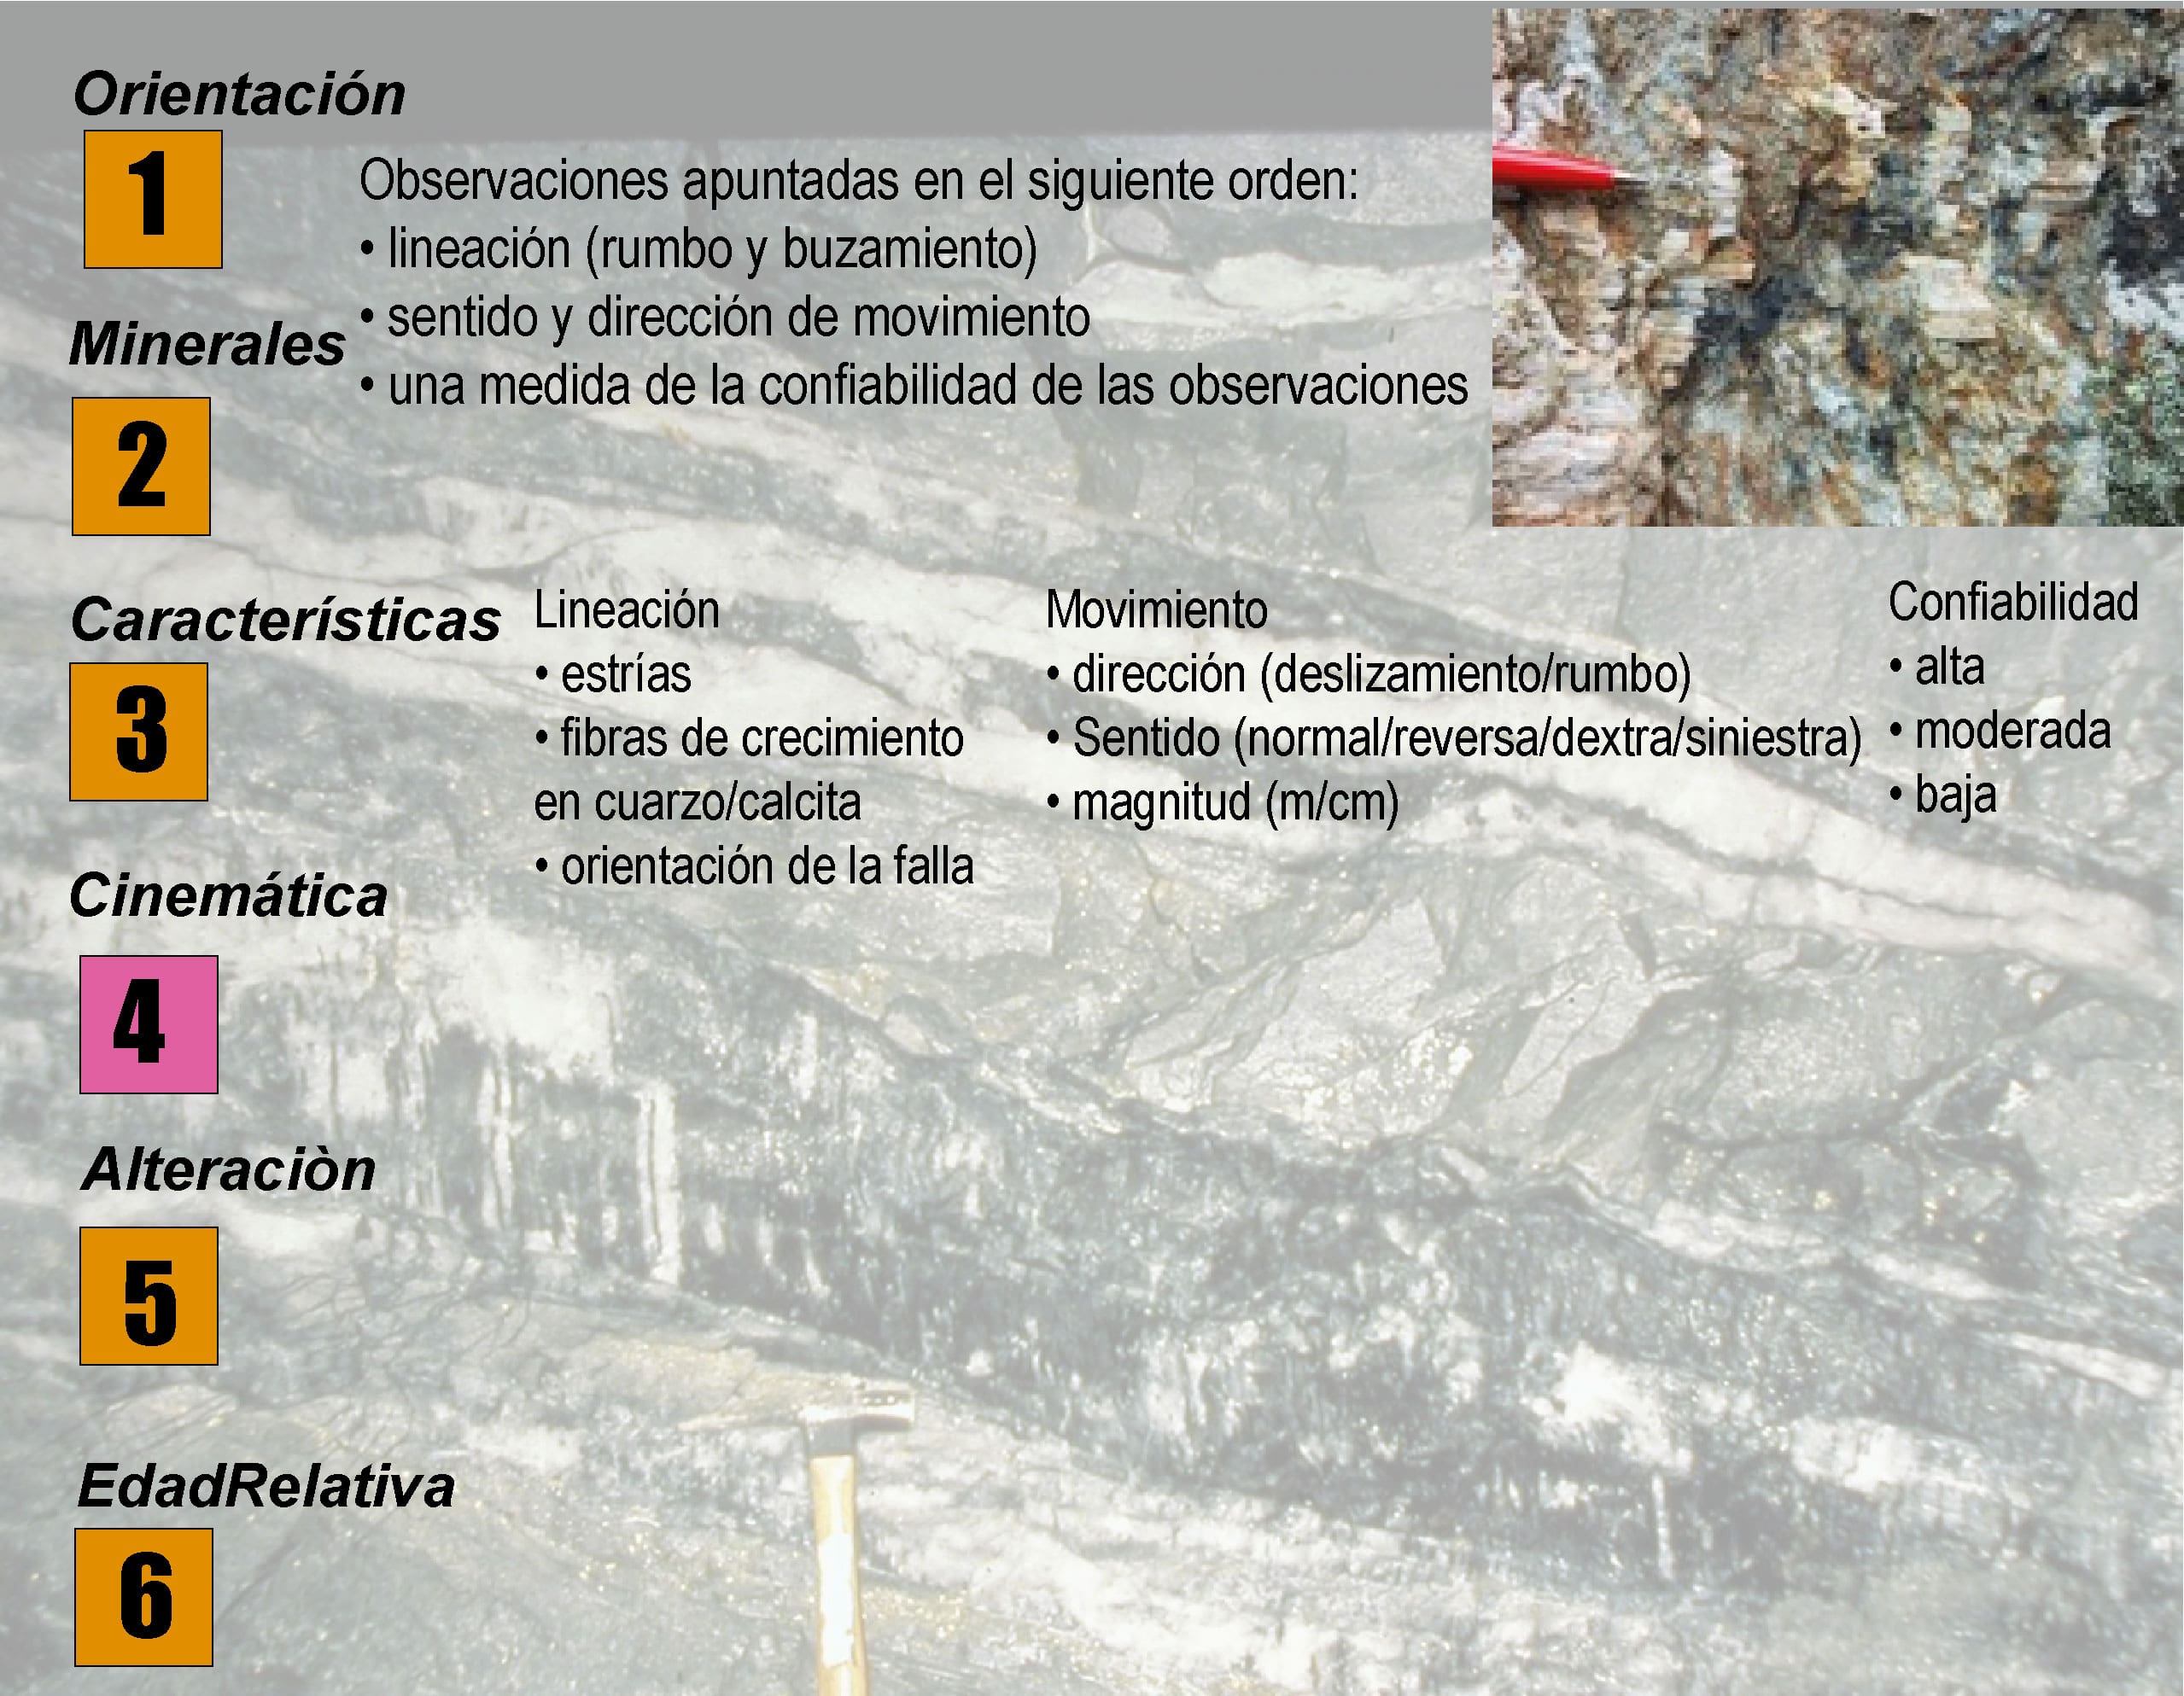 Orientación
1
Observaciones apuntadas en el siguiente orden:
• lineación (rumbo y buzamiento)
• sentido y dirección de movimiento
• una medida de la confiabilidad de las observaciones
Minerales
2
Características
3
Lineación
• estrías
• fibras de crecimiento
en cuarzo/calcita
• orientación de la falla
Movimiento
• dirección (deslizamiento/rumbo)
• Sentido (normal/reversa/dextra/siniestra)
• magnitud (m/cm)
Confiabilidad
• alta
• moderada
• baja
Cinemática
4
Alteraciòn
5
EdadRelativa
6